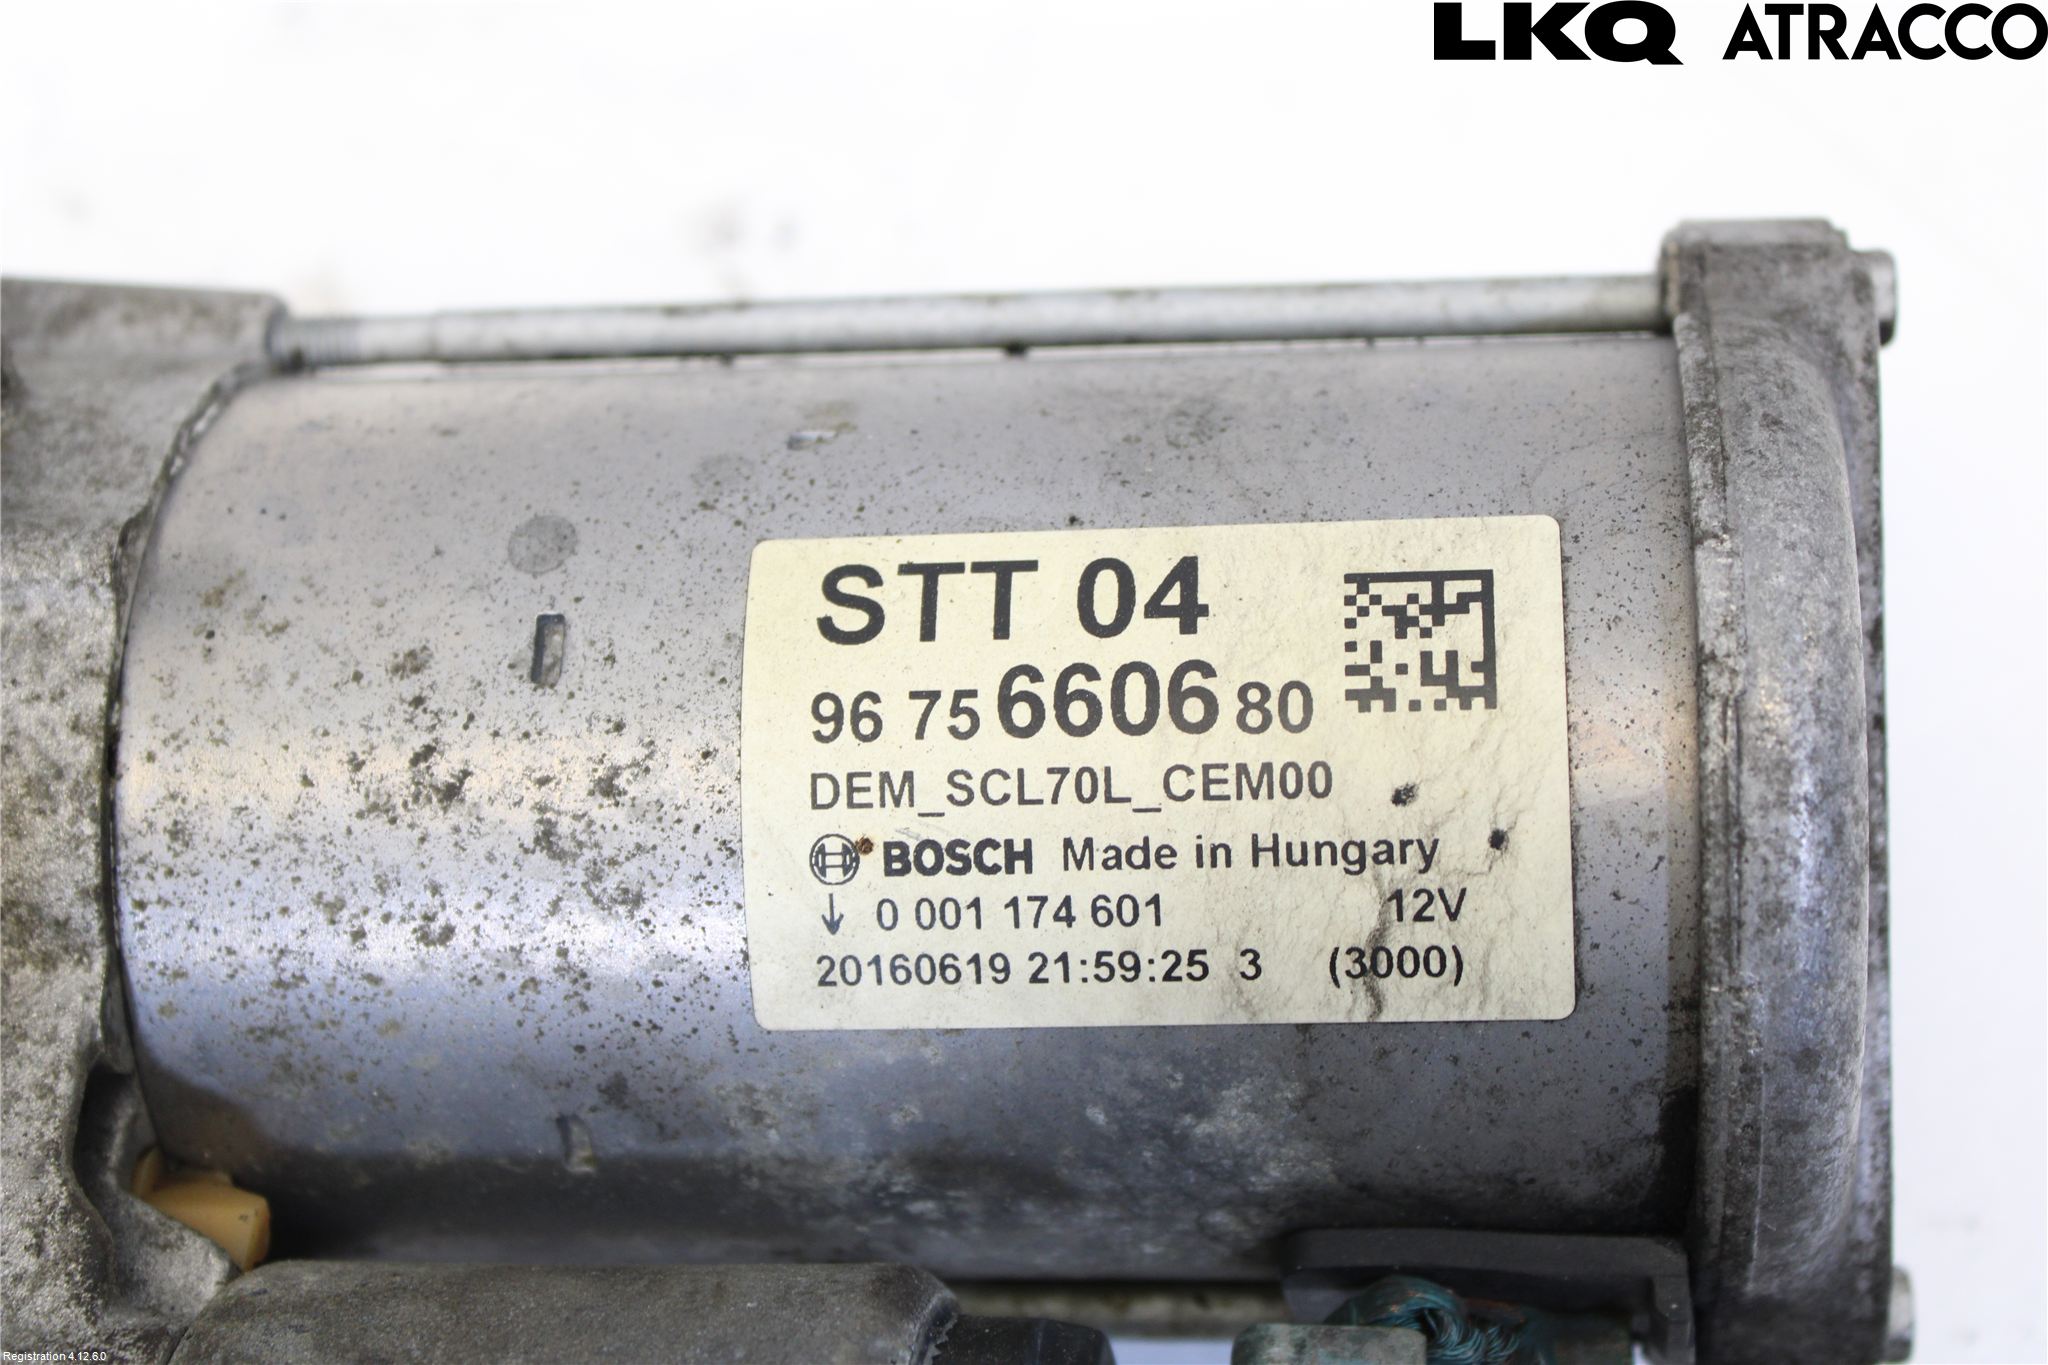 LKQ ATRACCO
STT 04
96 75 6606 80
DEM_SCL70L_CEM00
BOSCH Made in Hungary
↓ 0 001 174 601 12V
20160619 21:59:25 3 (3000)
Registration 4.12.6.0